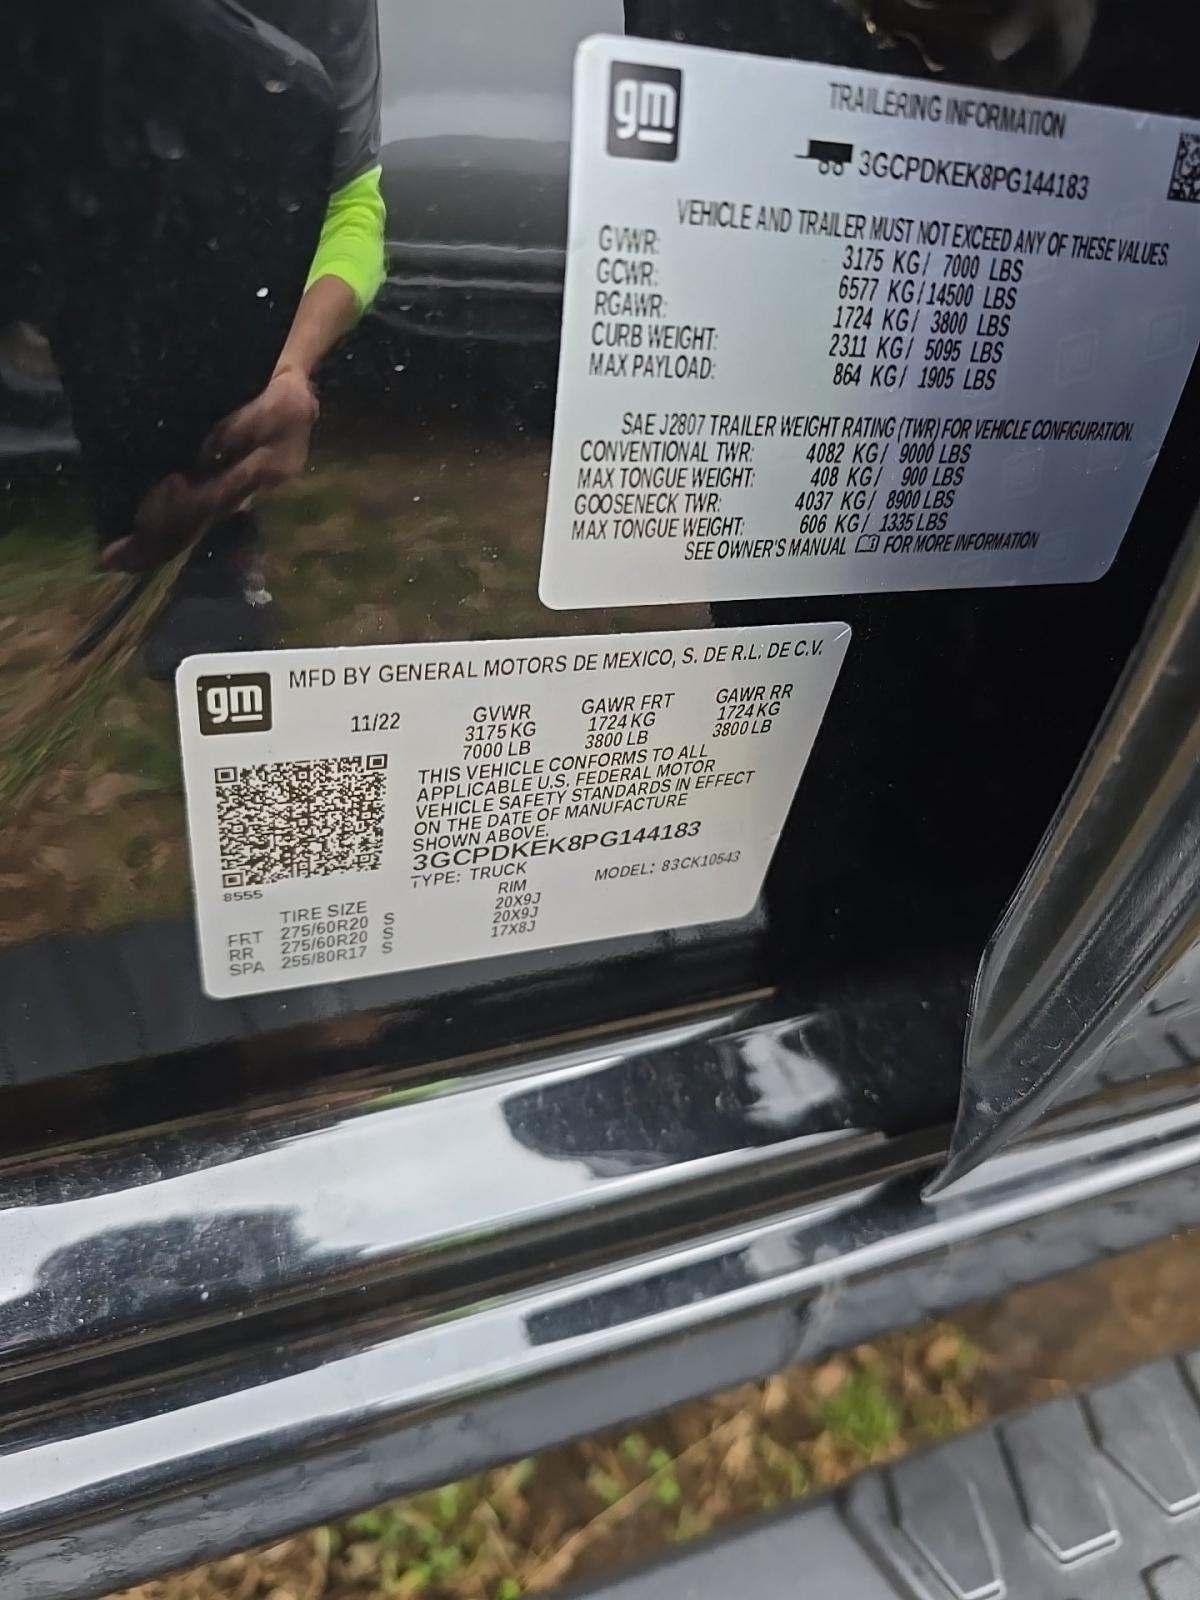 gm
TRAILERING INFORMATION
3GCPDKEK8PG144183
VEHICLE AND TRAILER MUST NOT EXCEED ANY OF THESE VALUES.
GVWR: 3175 KG/ 7000 LBS
GCWR: 6577 KG/14500 LBS
RGAWR: 1724 KG/ 3800 LBS
CURB WEIGHT: 2311 KG/ 5095 LBS
MAX PAYLOAD: 864 KG/ 1905 LBS
SAE J2807 TRAILER WEIGHT RATING (TWR) FOR VEHICLE CONFIGURATION.
CONVENTIONAL TWR: 4082 KG/ 9000 LBS
MAX TONGUE WEIGHT: 408 KG/ 900 LBS
GOOSENECK TWR: 4037 KG/ 8900 LBS
MAX TONGUE WEIGHT: 606 KG/ 1335 LBS
SEE OWNER'S MANUAL FOR MORE INFORMATION
gm
MFD BY GENERAL MOTORS DE MEXICO, S. DE R.L. DE C.V.
11/22 GVWR GAWR FRT GAWR RR
3175 KG 1724 KG 1724 KG
7000 LB 3800 LB 3800 LB
THIS VEHICLE CONFORMS TO ALL
APPLICABLE U.S. FEDERAL MOTOR
VEHICLE SAFETY STANDARDS IN EFFECT
ON THE DATE OF MANUFACTURE
SHOWN ABOVE.
3GCPDKEK8PG144183
TYPE: TRUCK MODEL: 83CK10543
8555
TIRE SIZE RIM
FRT 275/60R20 S 20X9J
RR 275/60R20 S 20X9J
SPA 255/80R17 S 17X8J